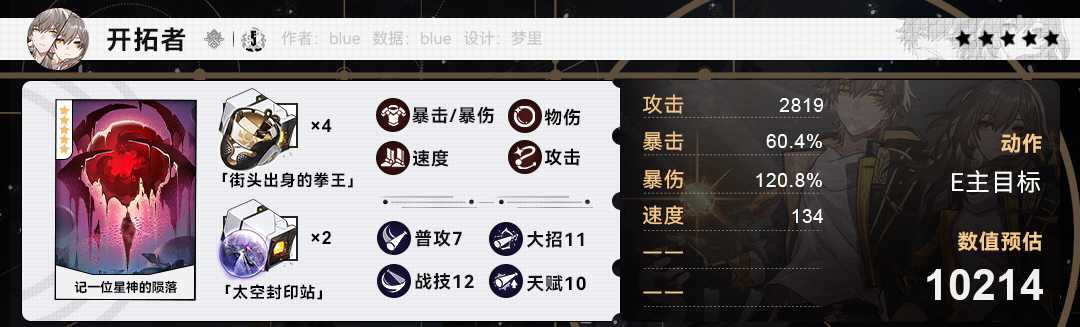 开拓者 5 作者：blue 数据：blue 设计：梦里
记一位星神的陨落
×4
「街头出身的拳王」
×2
「太空封印站」
暴击/暴伤 物伤
速度 攻击
普攻7 大招11
战技12 天赋10
攻击 2819
暴击 60.4%
暴伤 120.8%
速度 134
——
——
动作
E主目标
数值预估
10214